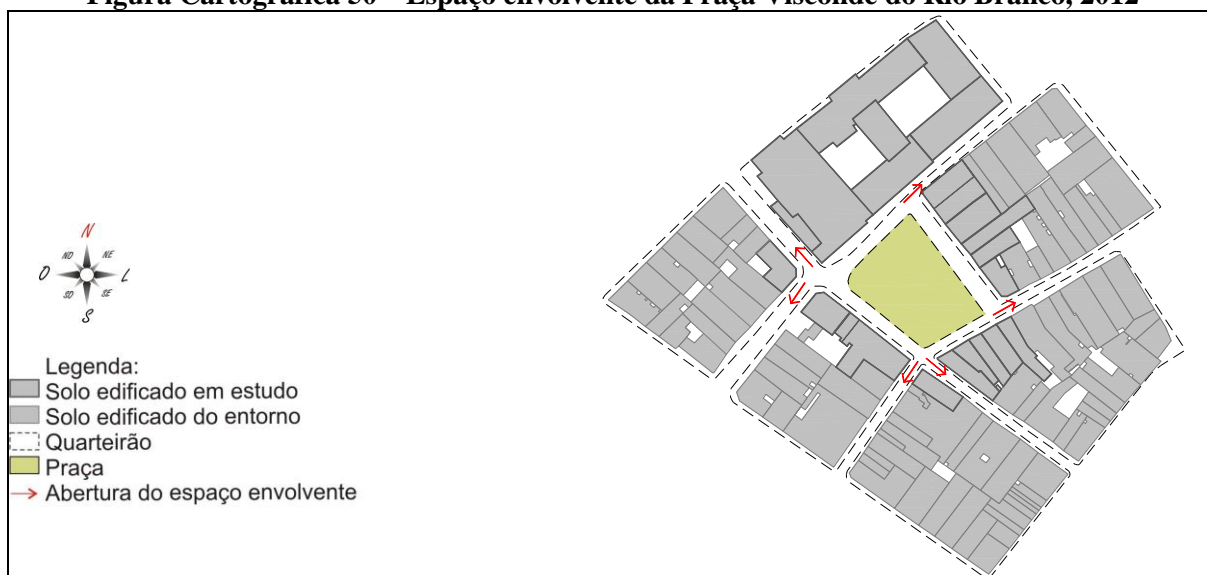 Figura Cartográfica 30 – Espaço envolvente da Praça Visconde do Rio Branco, 2012
N
NO NE
O L
SO SE
S
Legenda:
Solo edificado em estudo
Solo edificado do entorno
Quarteirão
Praça
Abertura do espaço envolvente